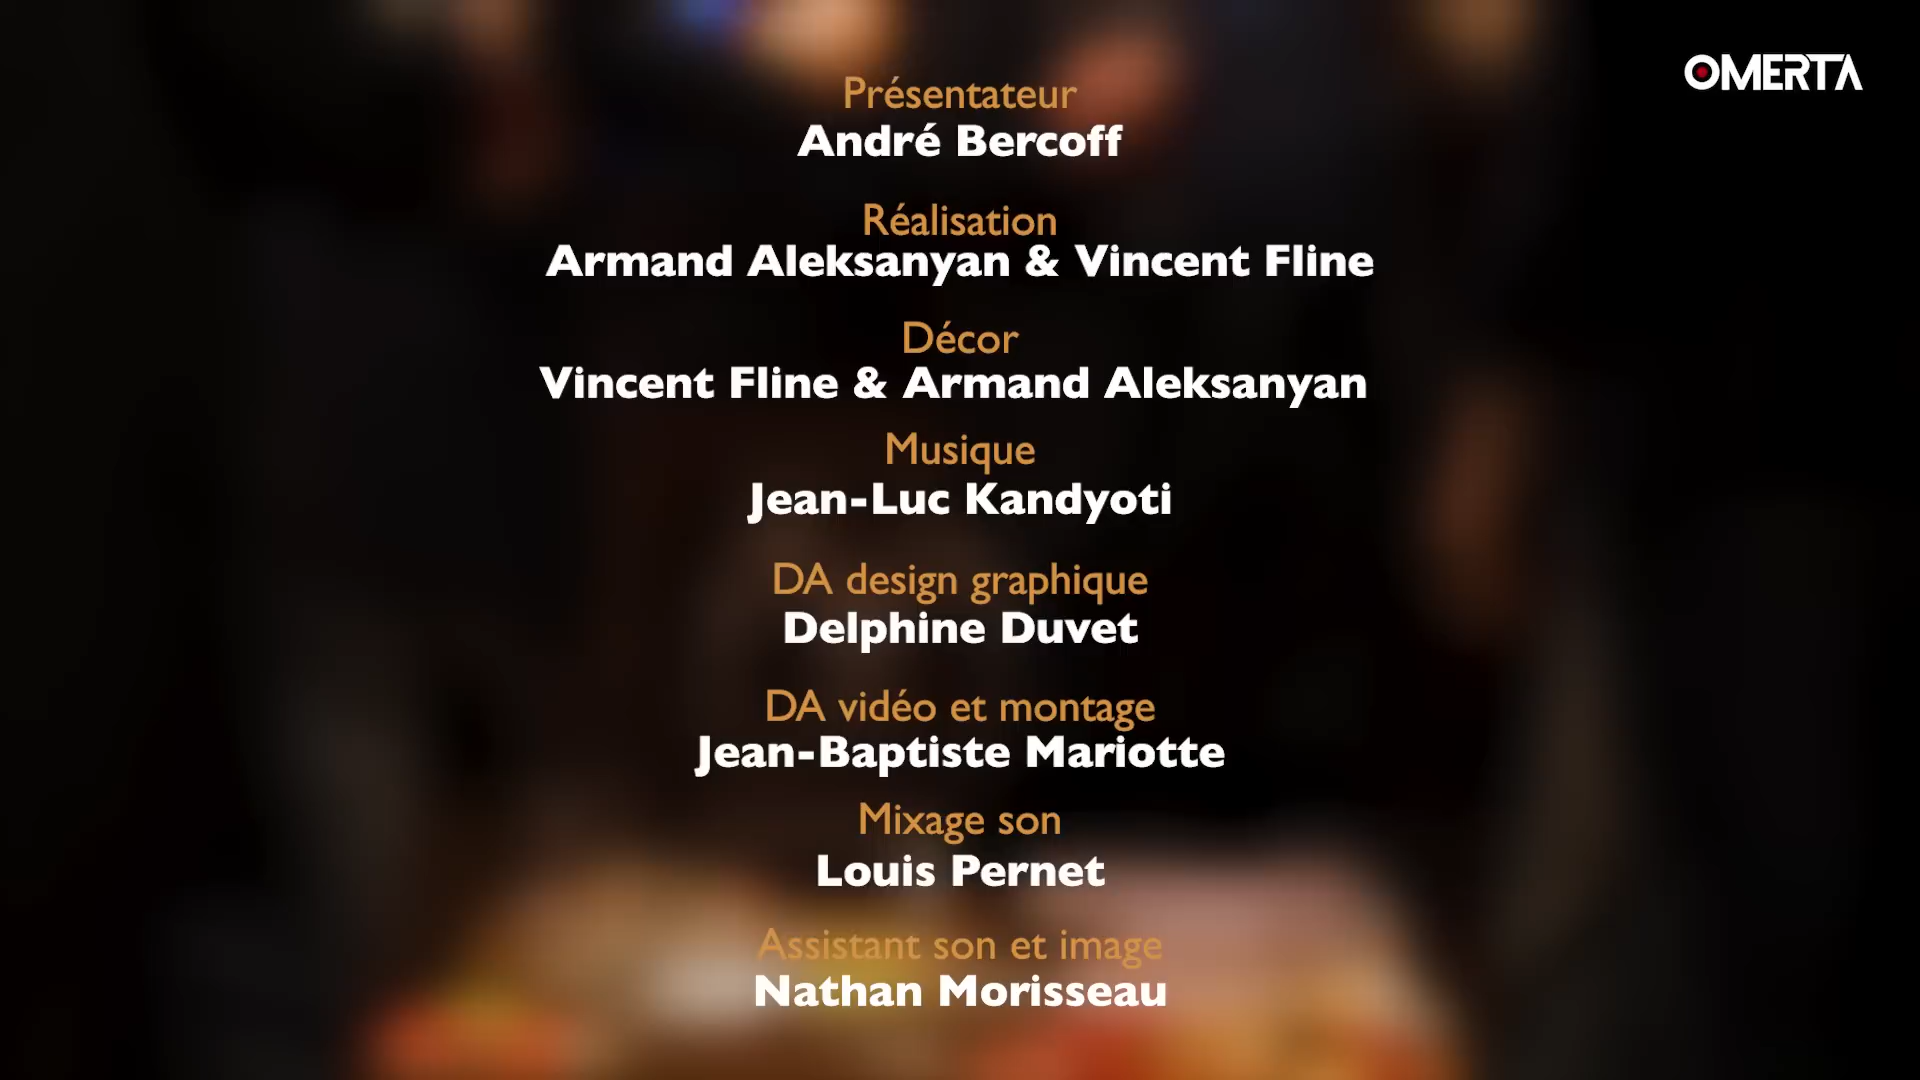 OMERTA
Présentateur
André Bercoff
Réalisation
Armand Aleksanyan & Vincent Fline
Décor
Vincent Fline & Armand Aleksanyan
Musique
Jean-Luc Kandyoti
DA design graphique
Delphine Duvet
DA vidéo et montage
Jean-Baptiste Mariotte
Mixage son
Louis Pernet
Assistant son et image
Nathan Morisseau